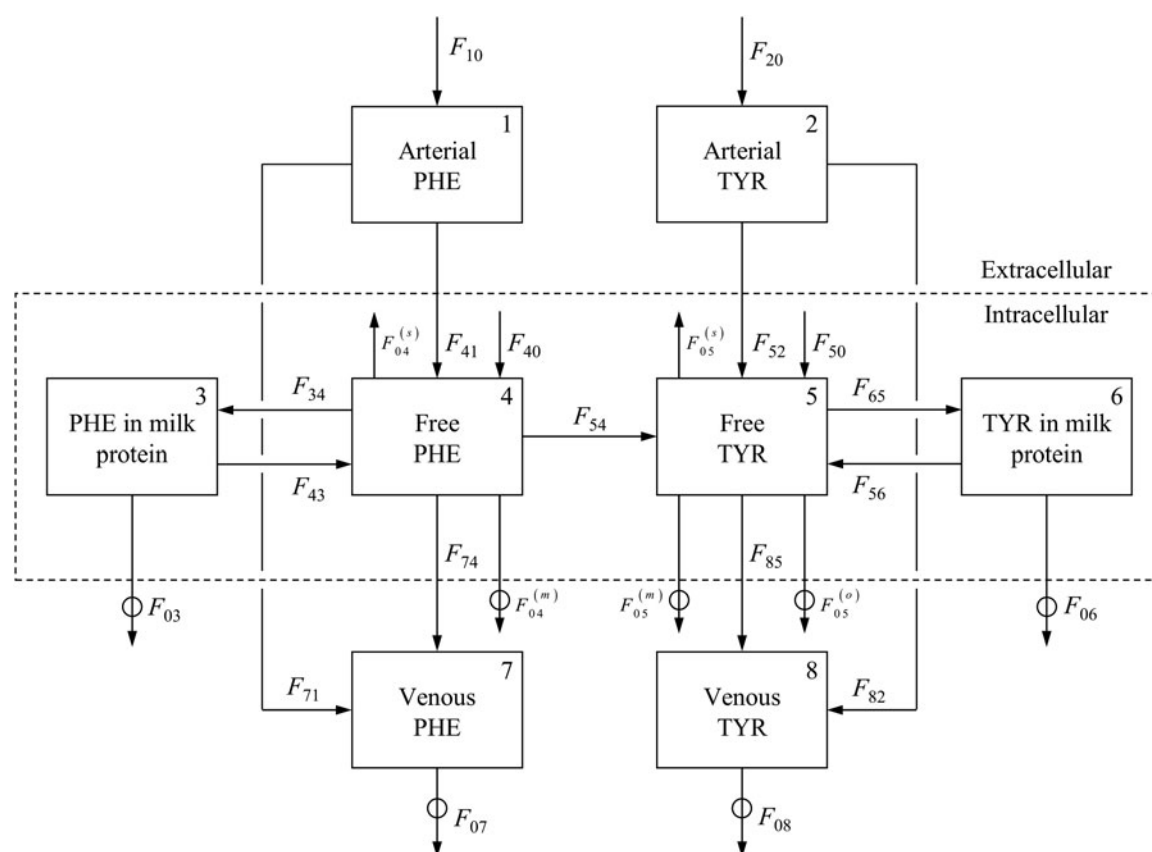 F₁₀
F₂₀
1
Arterial
PHE
2
Arterial
TYR
Extracellular
Intracellular
F₀₄⁽ˢ⁾
F₄₁
F₄₀
F₀₅⁽ˢ⁾
F₅₂
F₅₀
3
PHE in milk
protein
F₃₄
F₄₃
4
Free
PHE
F₅₄
5
Free
TYR
F₆₅
F₅₆
6
TYR in milk
protein
F₀₃
F₇₄
F₀₄⁽ᵐ⁾
F₀₅⁽ᵐ⁾
F₈₅
F₀₅⁽ᵒ⁾
F₀₆
F₇₁
7
Venous
PHE
8
Venous
TYR
F₈₂
F₀₇
F₀₈